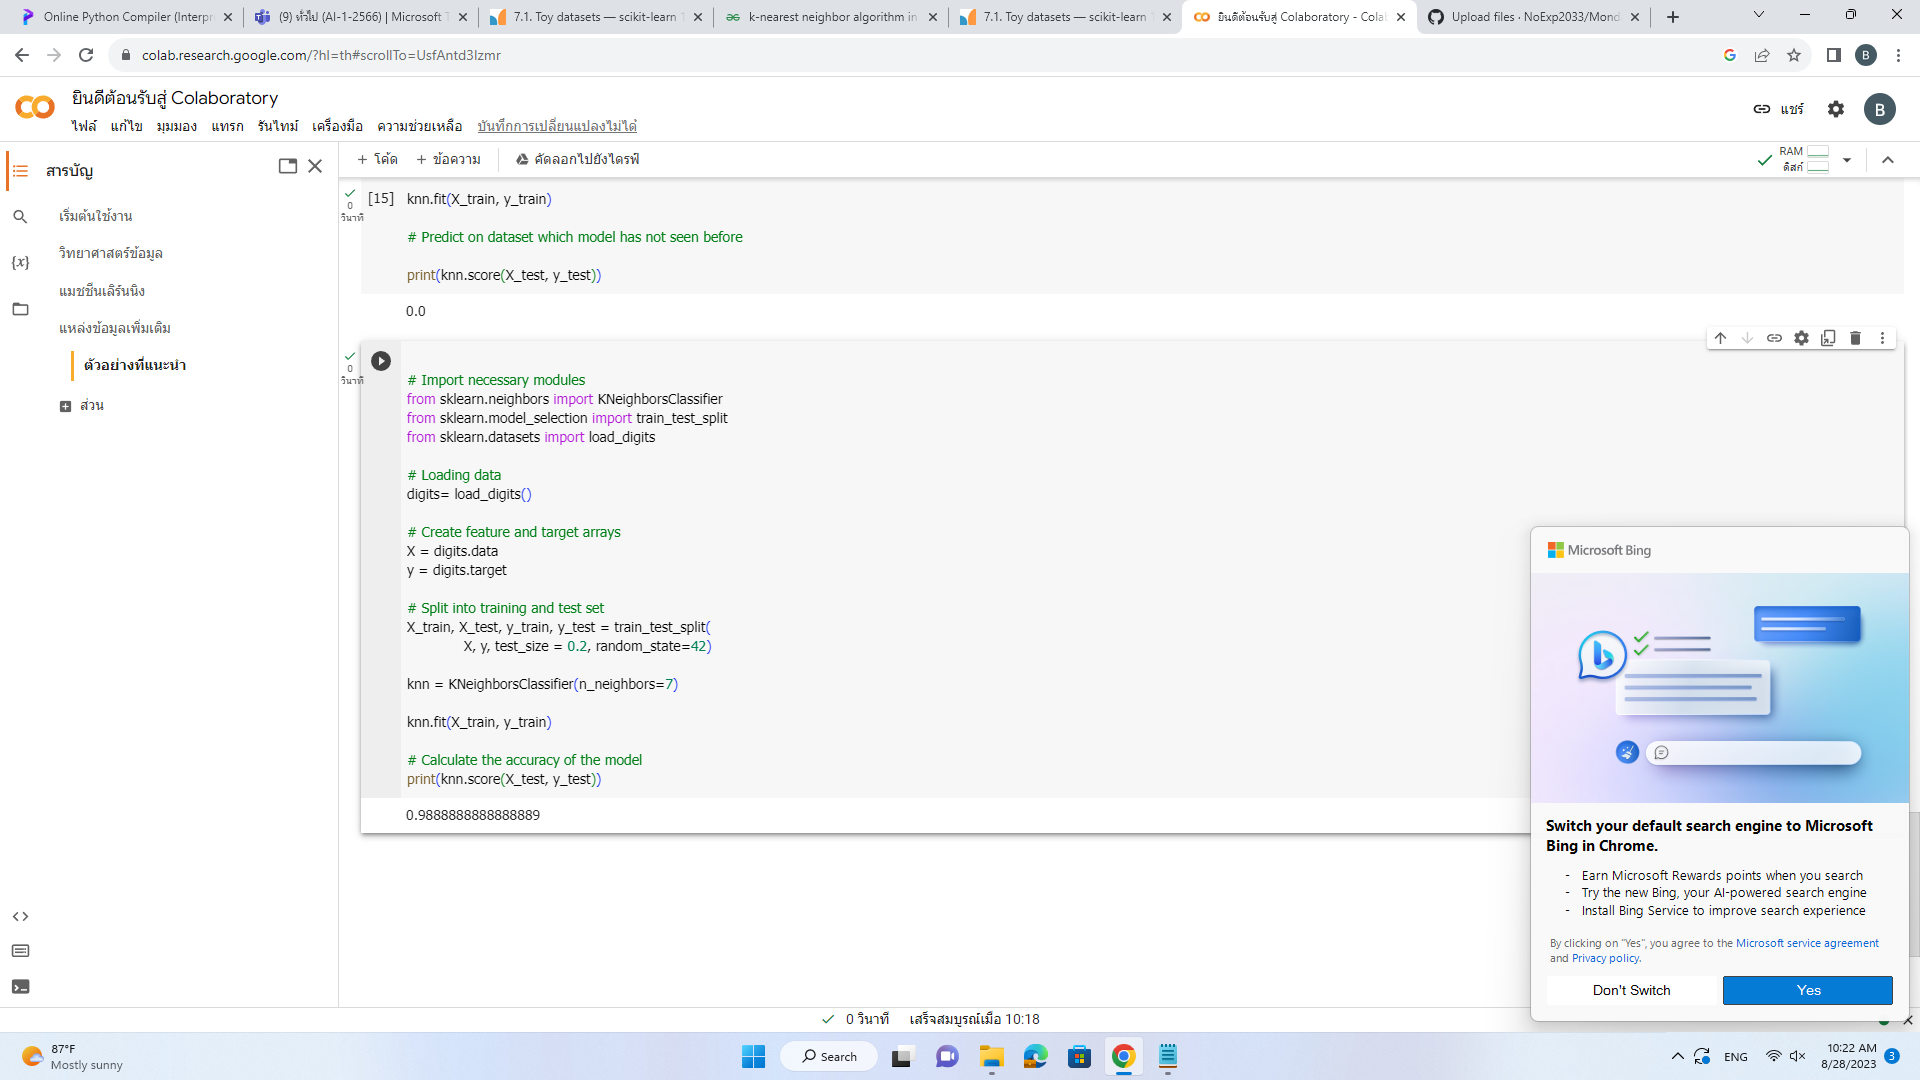 Online Python Compiler (Interpr
(9) ทั่วไป (AI-1-2566) | Microsoft T
7.1. Toy datasets — scikit-learn 1
k-nearest neighbor algorithm in
7.1. Toy datasets — scikit-learn 1
ยินดีต้อนรับสู่ Colaboratory - Colab
Upload files · NoExp2033/Mond
colab.research.google.com/?hl=th#scrollTo=UsfAntd3Izmr
B
ยินดีต้อนรับสู่ Colaboratory
ไฟล์ แก้ไข มุมมอง แทรก รันไทม์ เครื่องมือ ความช่วยเหลือ บันทึกการเปลี่ยนแปลงไม่ได้
แชร์
B
สารบัญ
+ โค้ด + ข้อความ คัดลอกไปยังไดรฟ์
RAM
ดิสก์
เริ่มต้นใช้งาน
วิทยาศาสตร์ข้อมูล
แมชชีนเลิร์นนิง
แหล่งข้อมูลเพิ่มเติม
ตัวอย่างที่แนะนำ
ส่วน
{x}
0
วินาที
[15]
knn.fit(X_train, y_train)
# Predict on dataset which model has not seen before
print(knn.score(X_test, y_test))
0.0
0
วินาที
# Import necessary modules
from sklearn.neighbors import KNeighborsClassifier
from sklearn.model_selection import train_test_split
from sklearn.datasets import load_digits
# Loading data
digits= load_digits()
# Create feature and target arrays
X = digits.data
y = digits.target
# Split into training and test set
X_train, X_test, y_train, y_test = train_test_split(
X, y, test_size = 0.2, random_state=42)
knn = KNeighborsClassifier(n_neighbors=7)
knn.fit(X_train, y_train)
# Calculate the accuracy of the model
print(knn.score(X_test, y_test))
0.9888888888888889
Microsoft Bing
Switch your default search engine to Microsoft
Bing in Chrome.
- Earn Microsoft Rewards points when you search
- Try the new Bing, your AI-powered search engine
- Install Bing Service to improve search experience
By clicking on "Yes", you agree to the Microsoft service agreement
and Privacy policy.
Don't Switch
Yes
0 วินาที เสร็จสมบูรณ์เมื่อ 10:18
87°F
Mostly sunny
Search
ENG
10:22 AM
8/28/2023
3